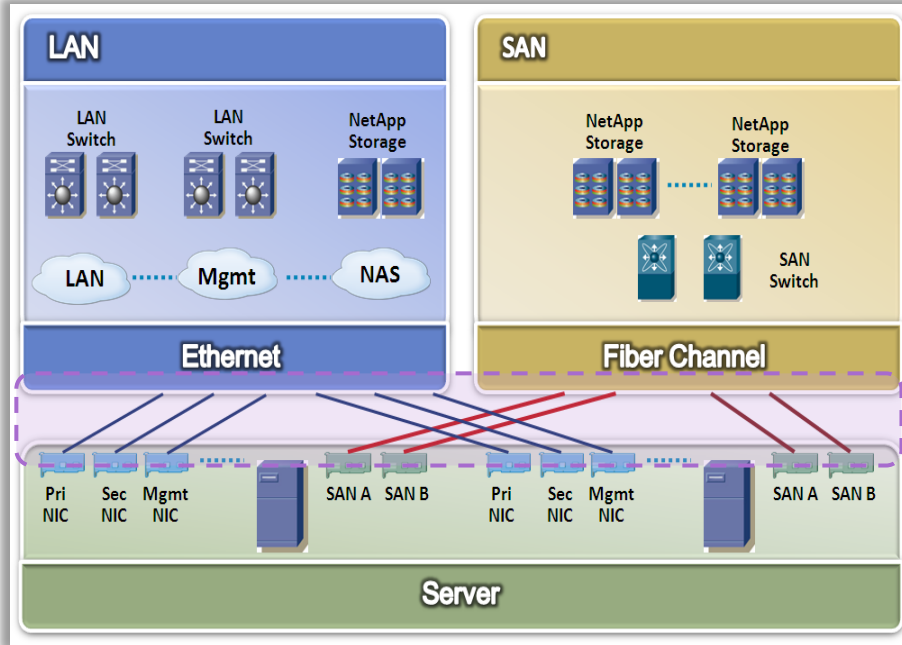 LAN
SAN
LAN
Switch
LAN
Switch
NetApp
Storage
NetApp
Storage
NetApp
Storage
LAN
Mgmt
NAS
SAN
Switch
Ethernet
Fiber Channel
Pri
NIC
Sec
NIC
Mgmt
NIC
SAN A
SAN B
Pri
NIC
Sec
NIC
Mgmt
NIC
SAN A
SAN B
Server